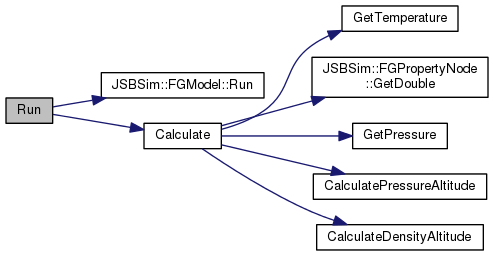 Run
JSBSim::FGModel::Run
Calculate
GetTemperature
JSBSim::FGPropertyNode
::GetDouble
GetPressure
CalculatePressureAltitude
CalculateDensityAltitude